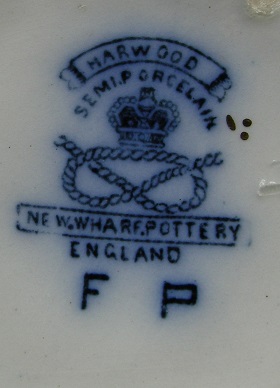 HARWOOD
SEMI.PORCELAIN
NEW.WHARF.POTTERY
ENGLAND
F P